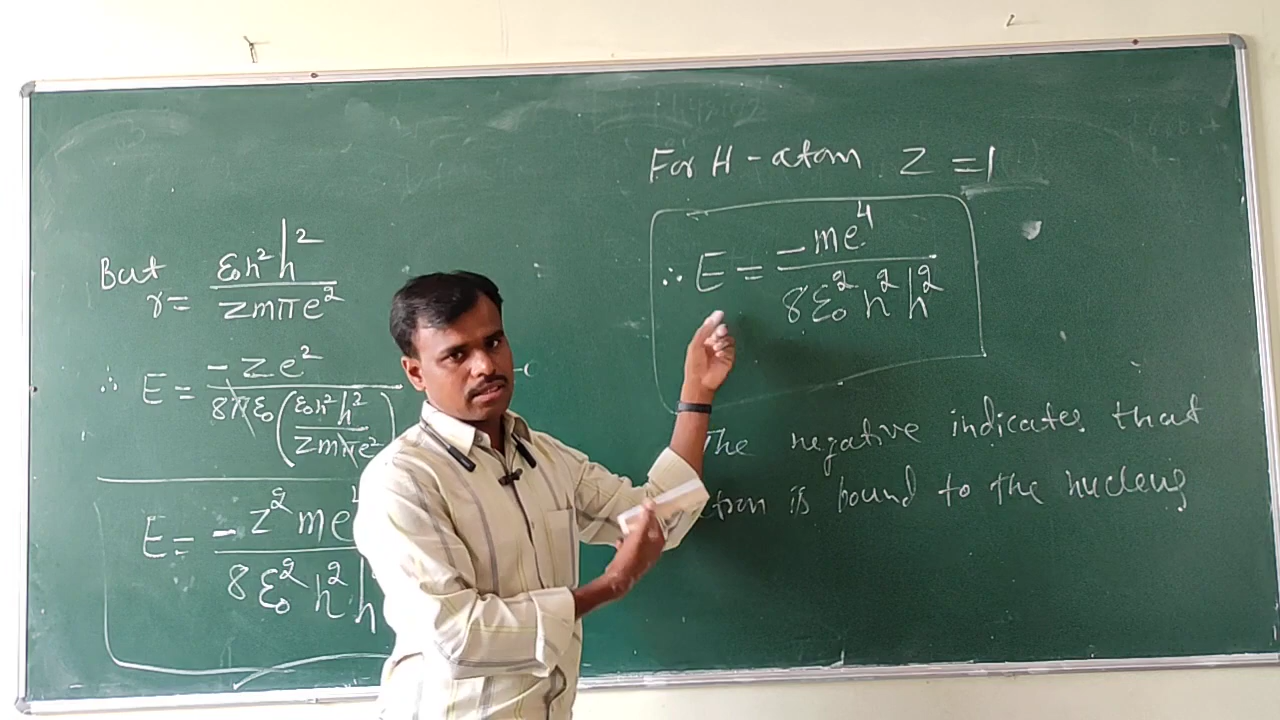 But r = ε₀n²h² / Zmπe²
∴ E = -Ze² / 8πε₀(ε₀n²h² / Zmπe²)
E = -Z²me⁴ / 8ε₀²n²h
For H-atom Z = 1
∴ E = -me⁴ / 8ε₀²n²h²
The negative indicates that
is bound to the nucleus